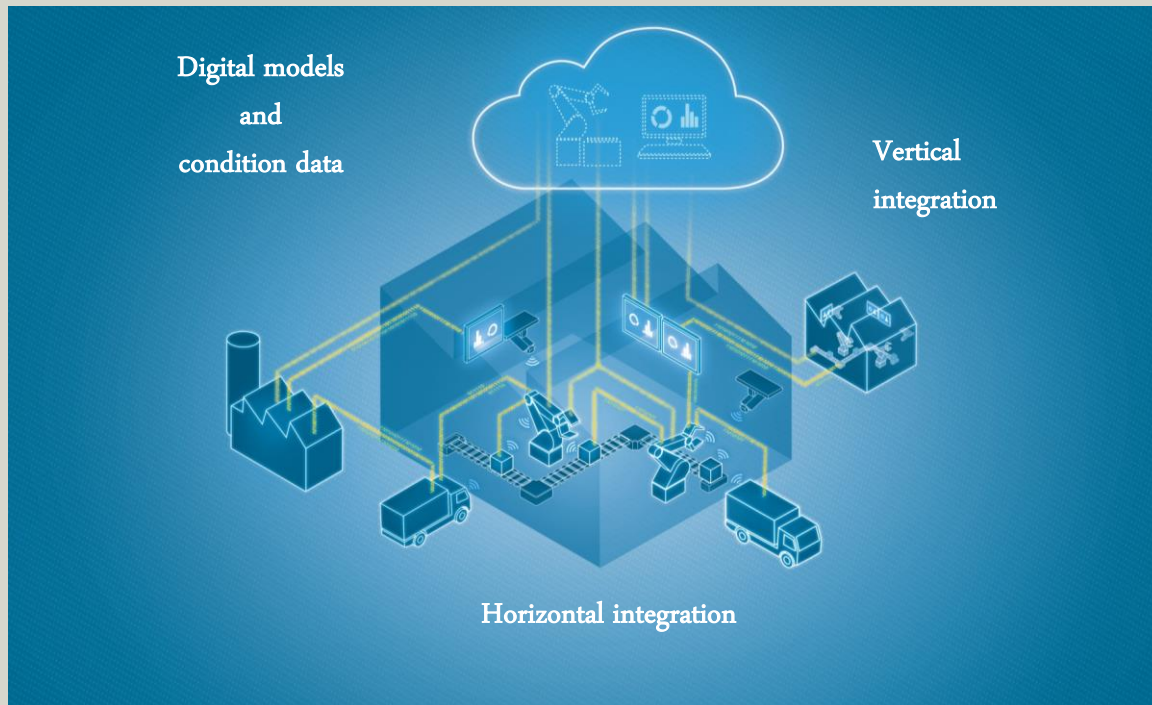 Digital models
and
condition data
Vertical
integration
Horizontal integration